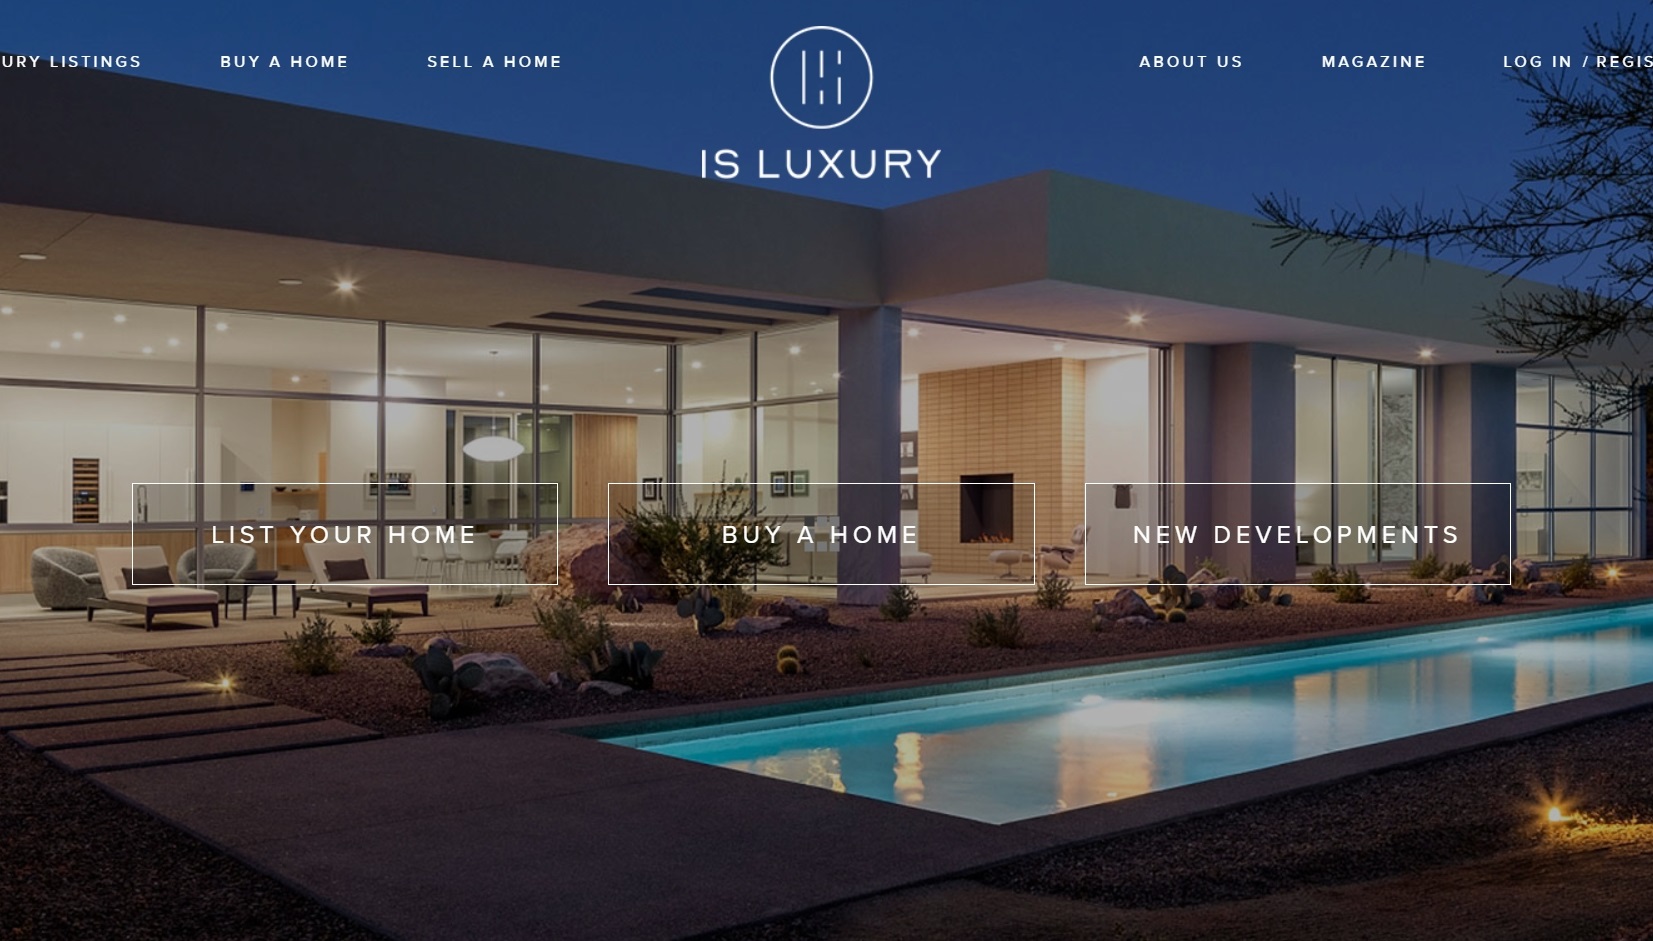 URY LISTINGS
BUY A HOME
SELL A HOME
IS LUXURY
ABOUT US
MAGAZINE
LOG IN / REGIS
LIST YOUR HOME
BUY A HOME
NEW DEVELOPMENTS